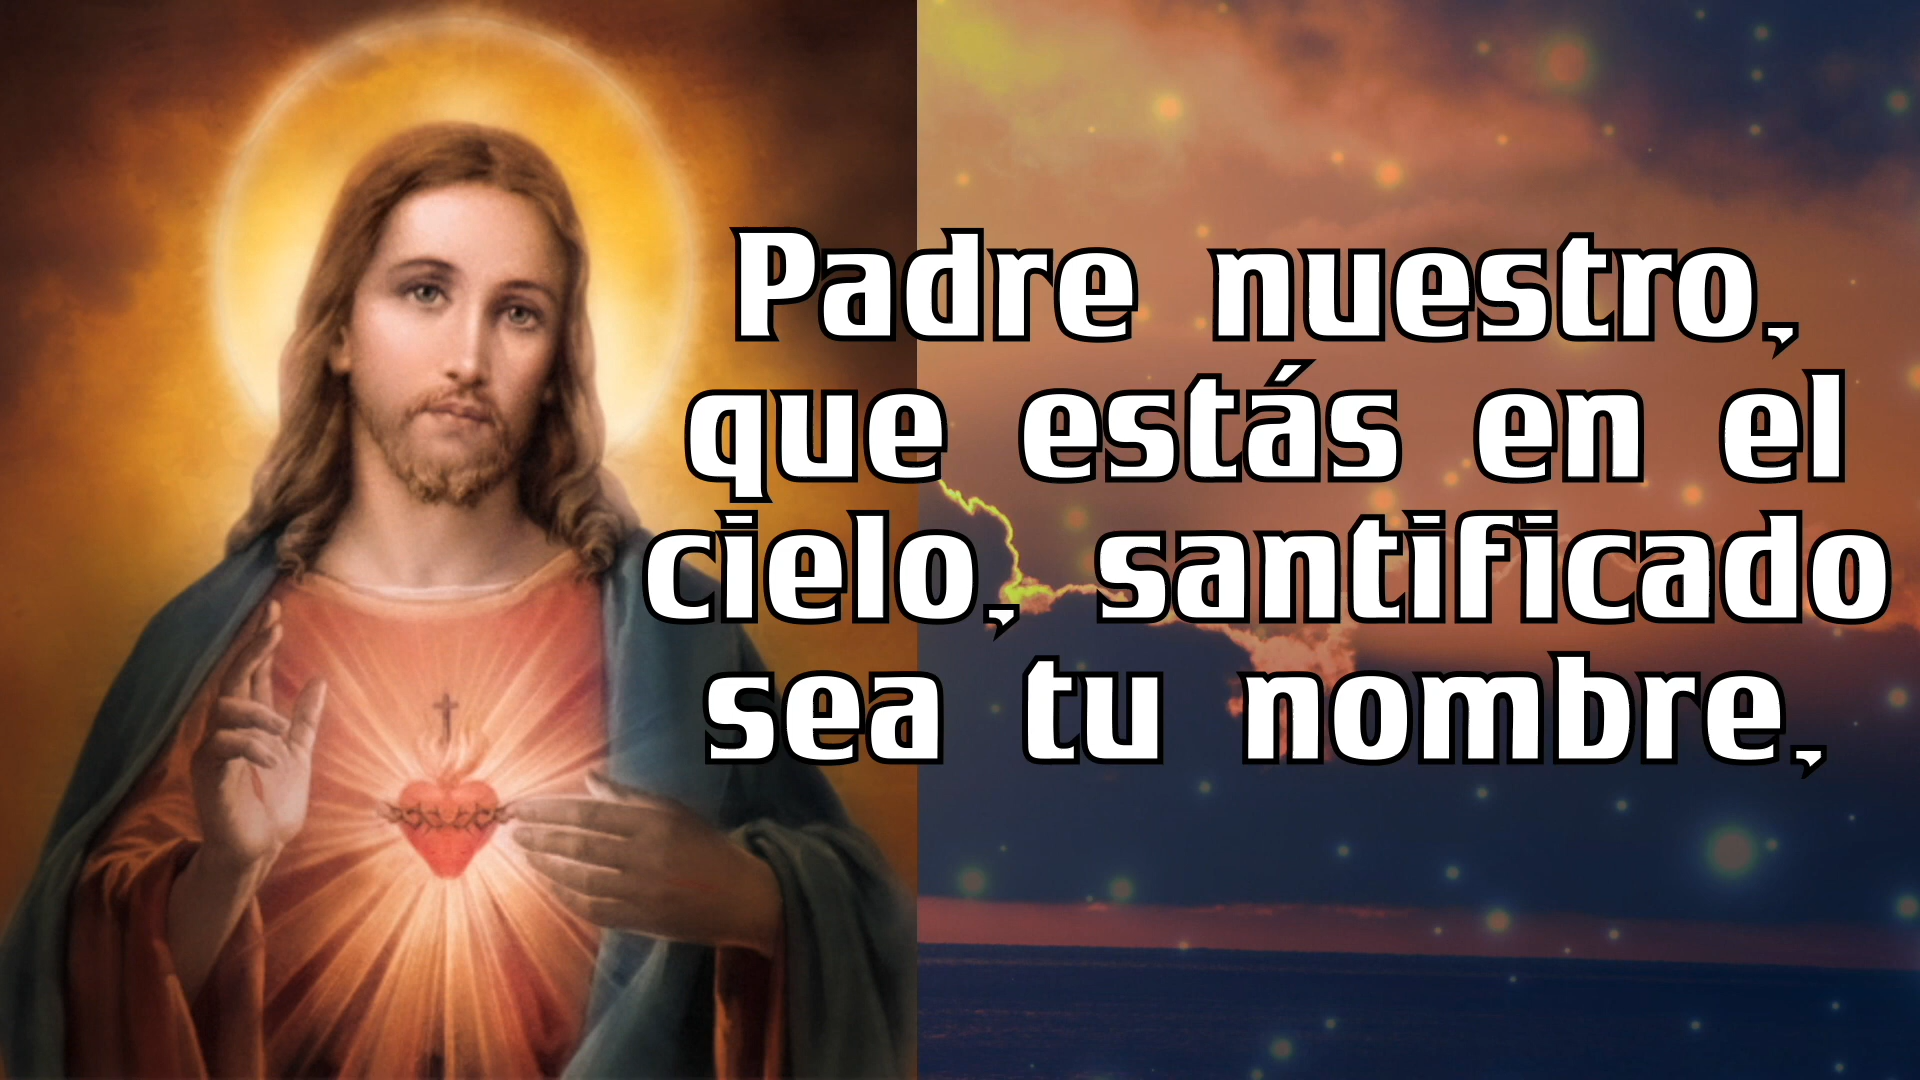 Padre nuestro,
que estás en el
cielo, santificado
sea tu nombre,